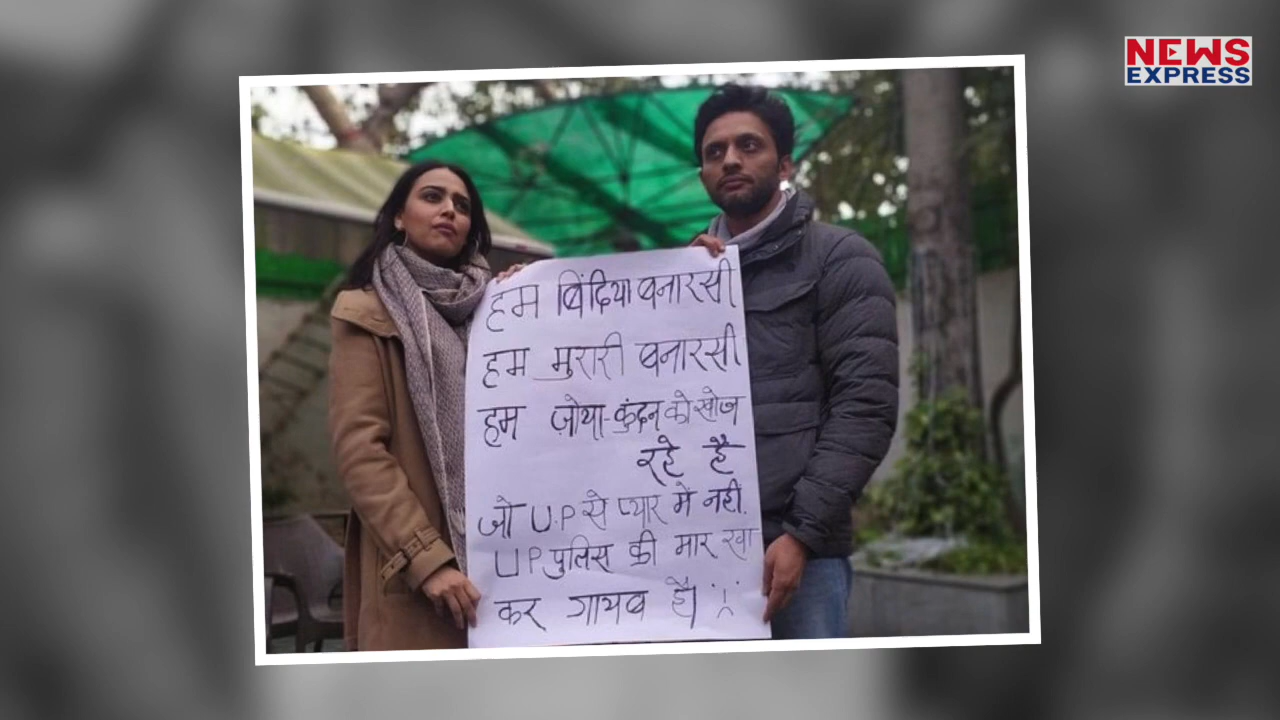 NEWS
EXPRESS
हम बिंदिया बनारसी
हम मुरारी बनारसी
हम ज़ोया-कुंदन को खोज
रहे है
जो U.P से प्यार में नही.
UP पुलिस की मार खा
कर गायब है।